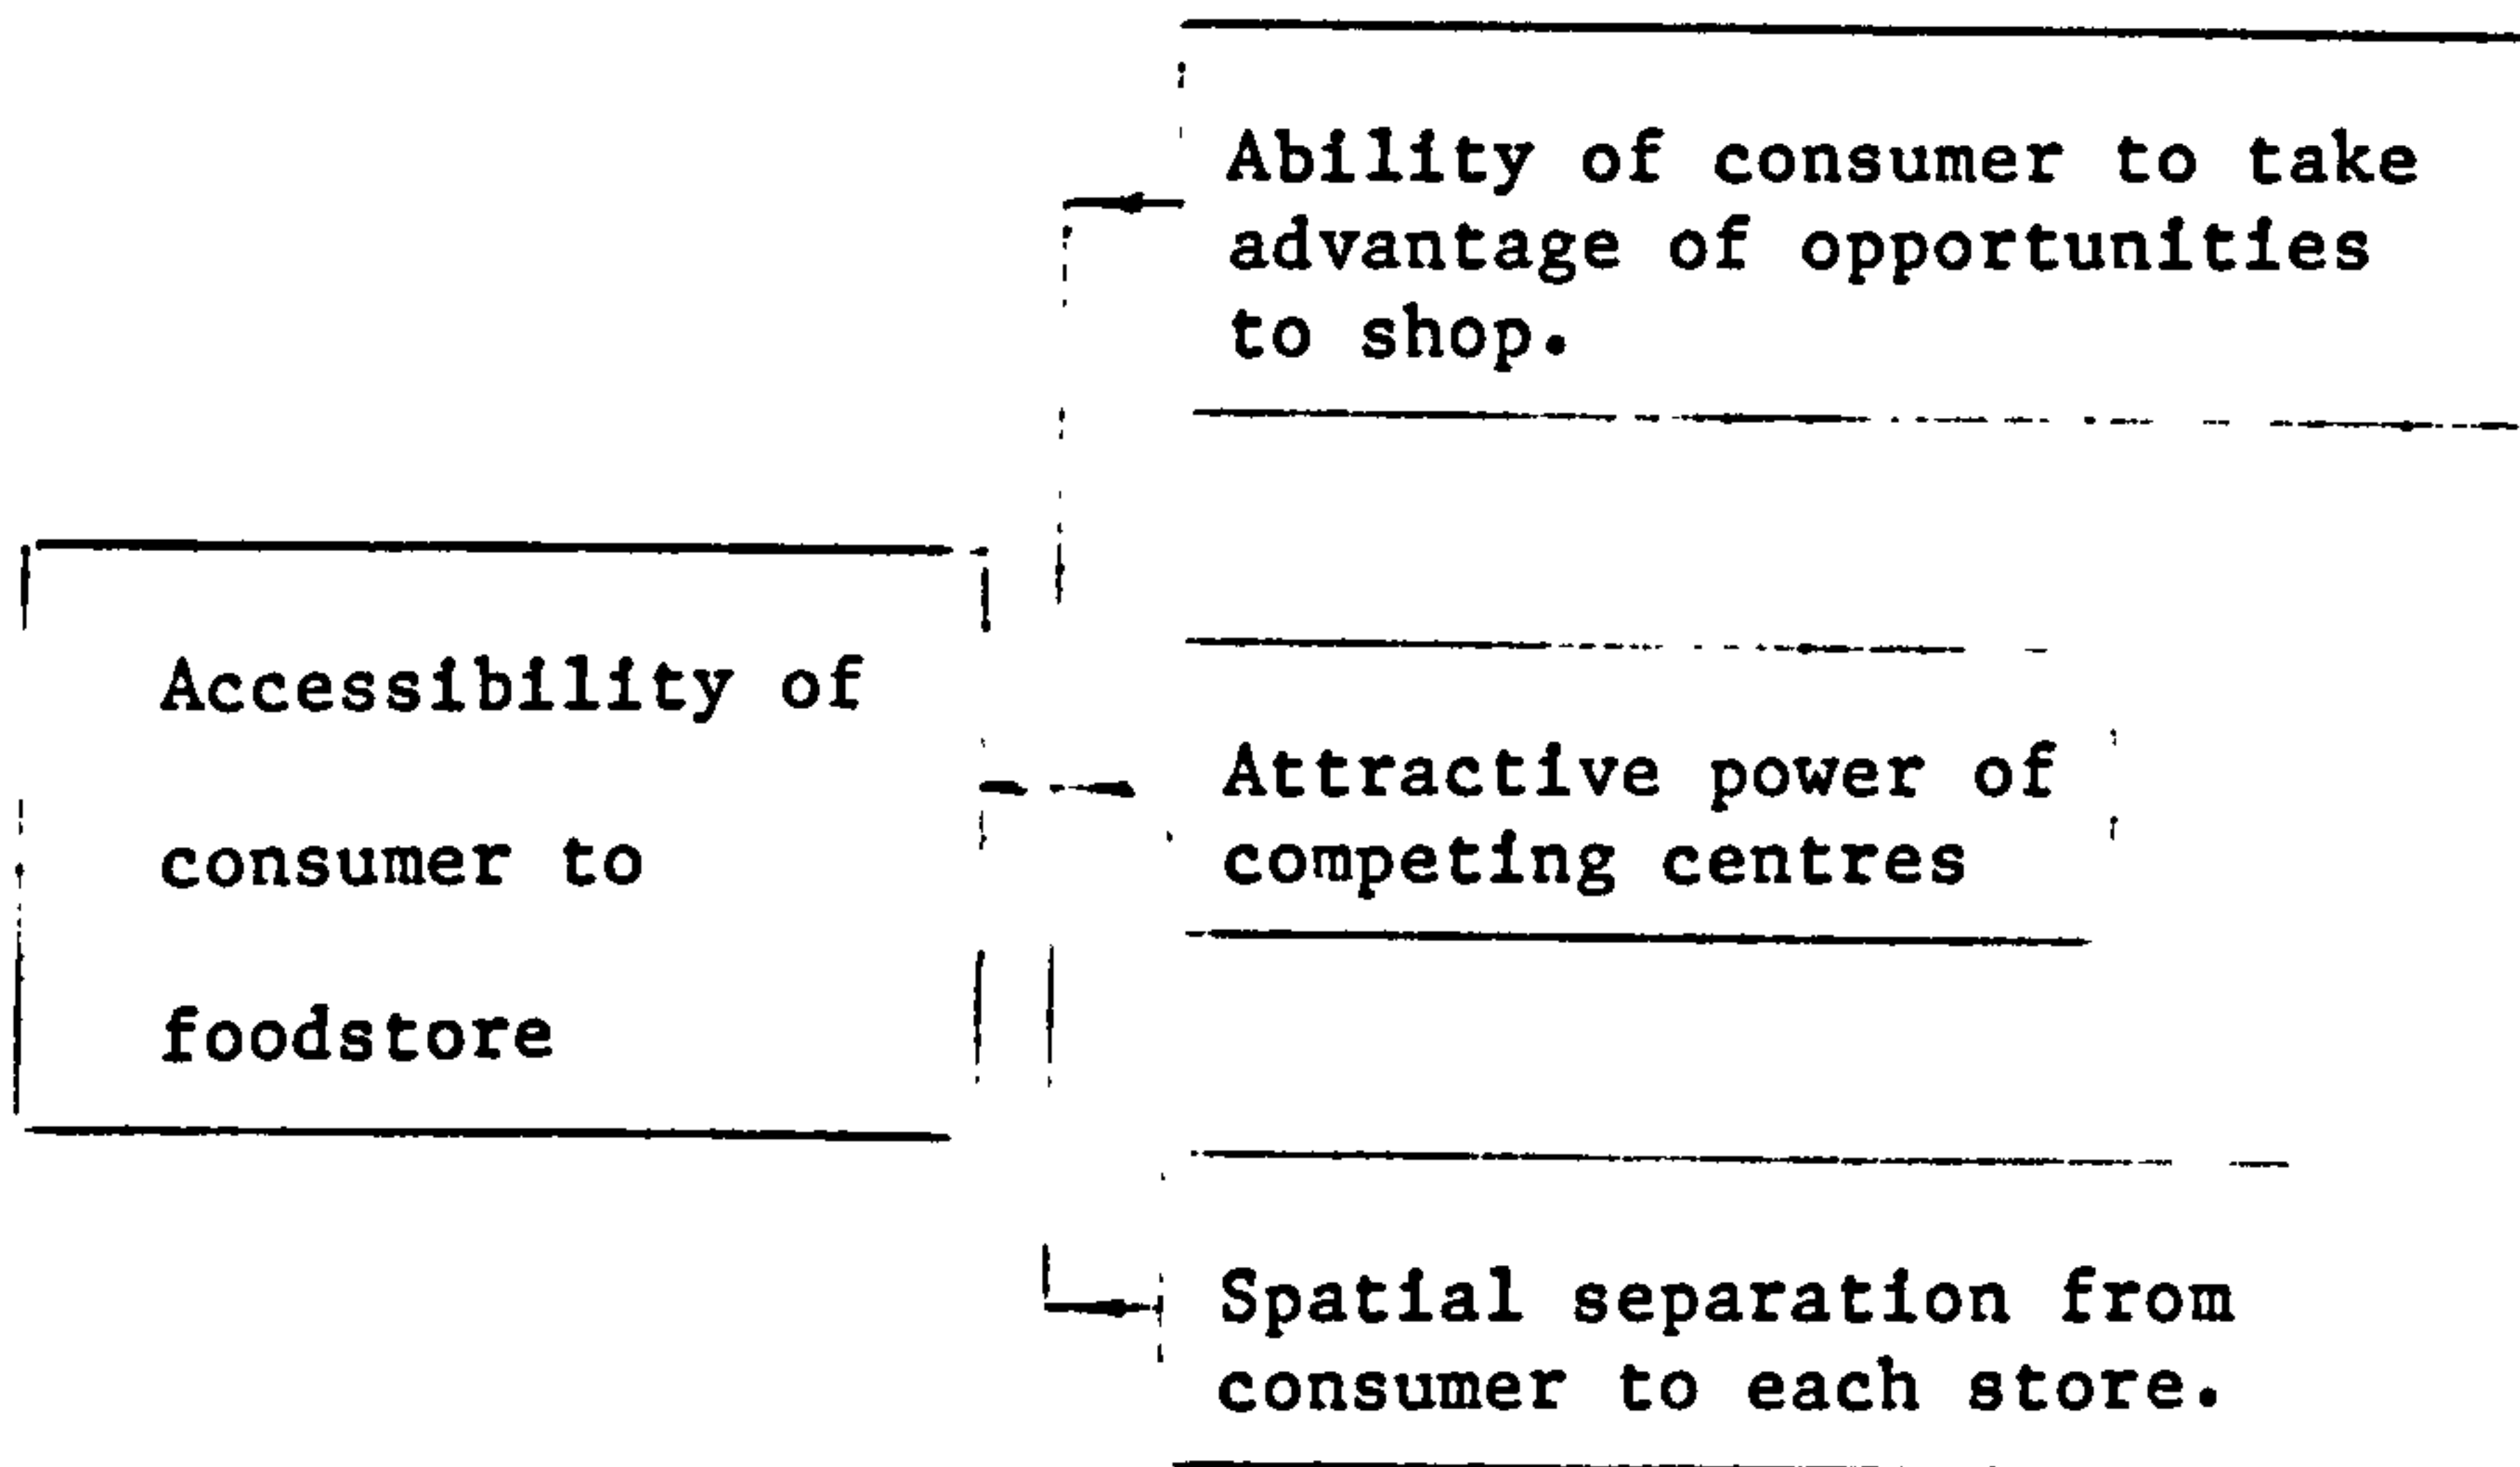 Ability of consumer to take
advantage of opportunities
to shop.
Accessibility of
consumer to
foodstore
Attractive power of
competing centres
Spatial separation from
consumer to each store.